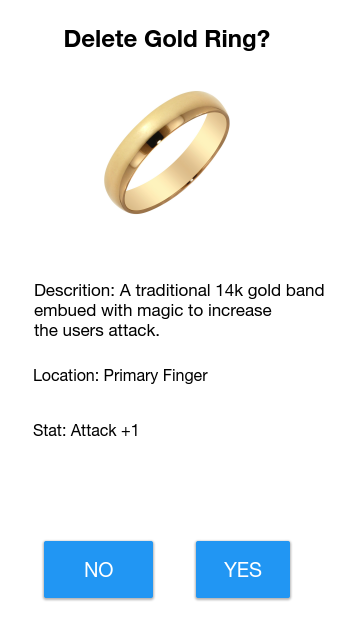 Delete Gold Ring?
Descrition: A traditional 14k gold band
embued with magic to increase
the users attack.
Location: Primary Finger
Stat: Attack +1
NO YES